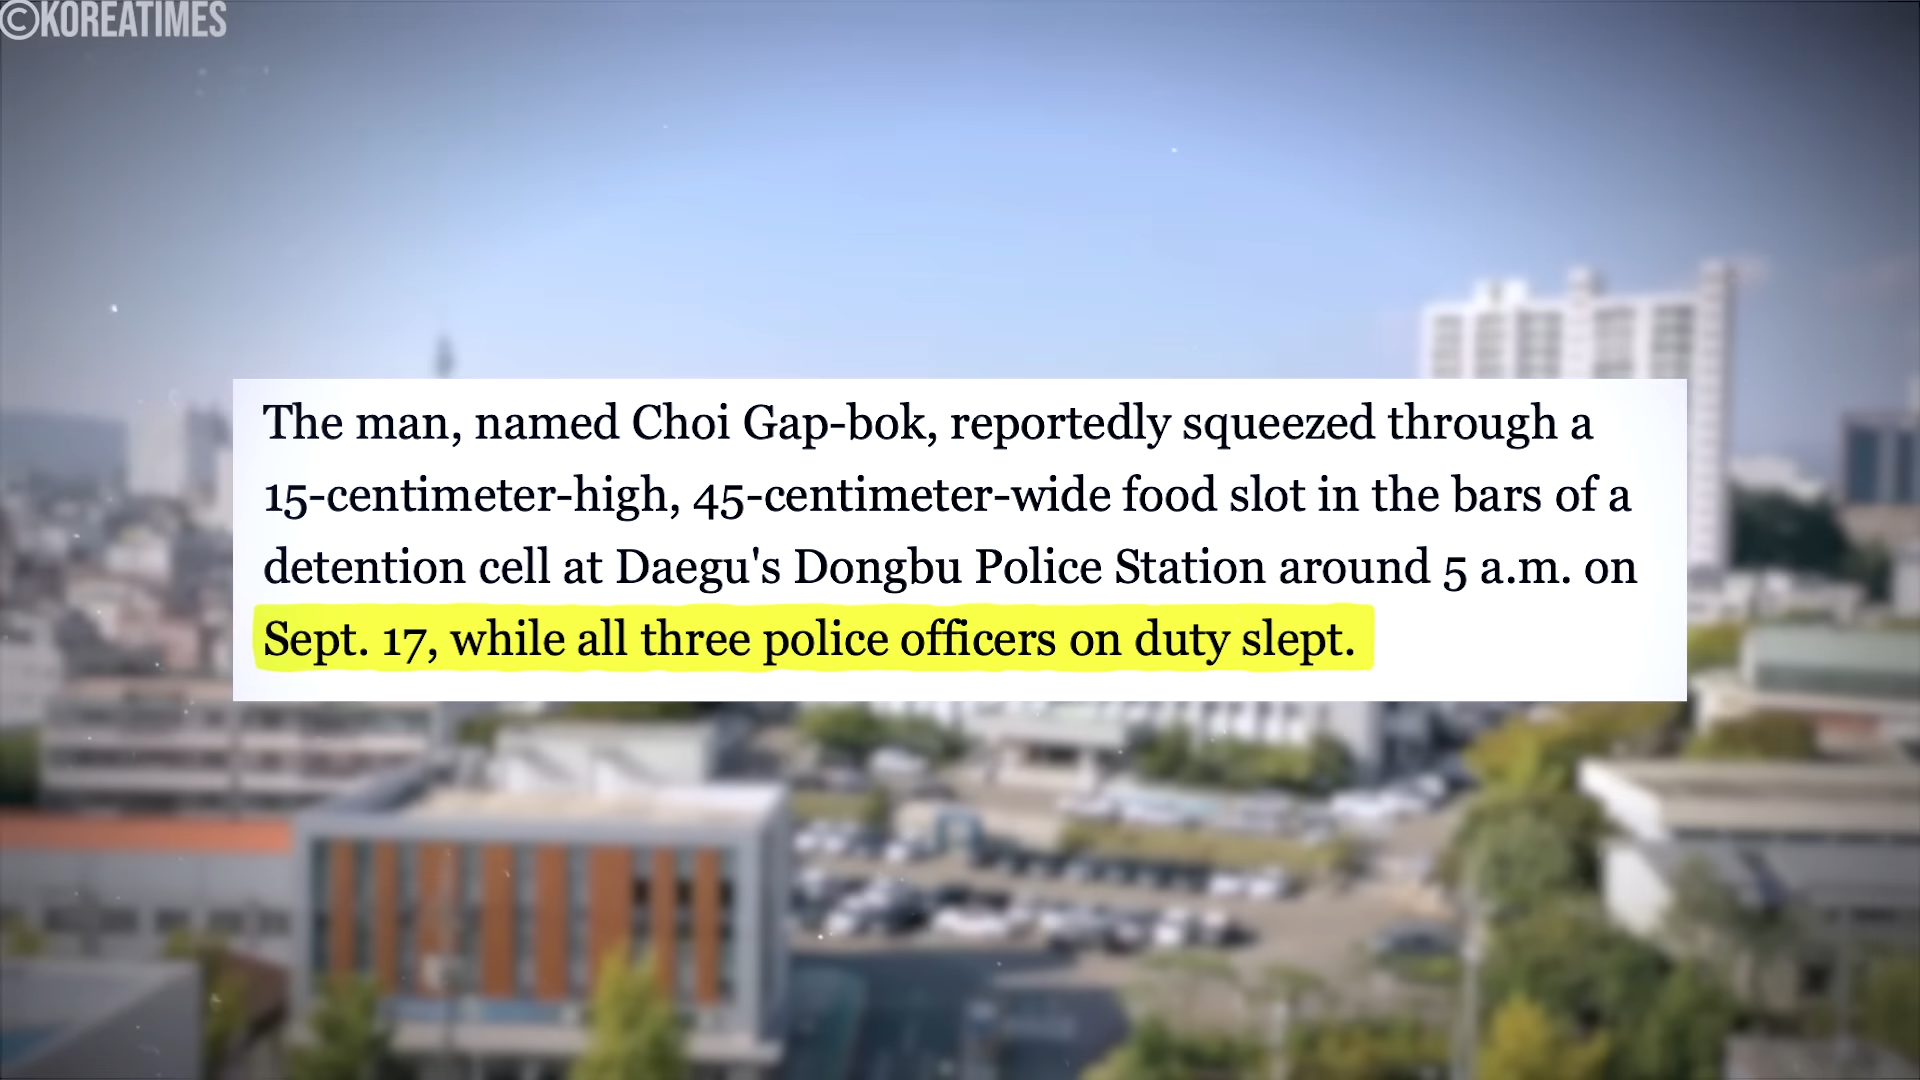 ©KOREATIMES
The man, named Choi Gap-bok, reportedly squeezed through a
15-centimeter-high, 45-centimeter-wide food slot in the bars of a
detention cell at Daegu's Dongbu Police Station around 5 a.m. on
Sept. 17, while all three police officers on duty slept.